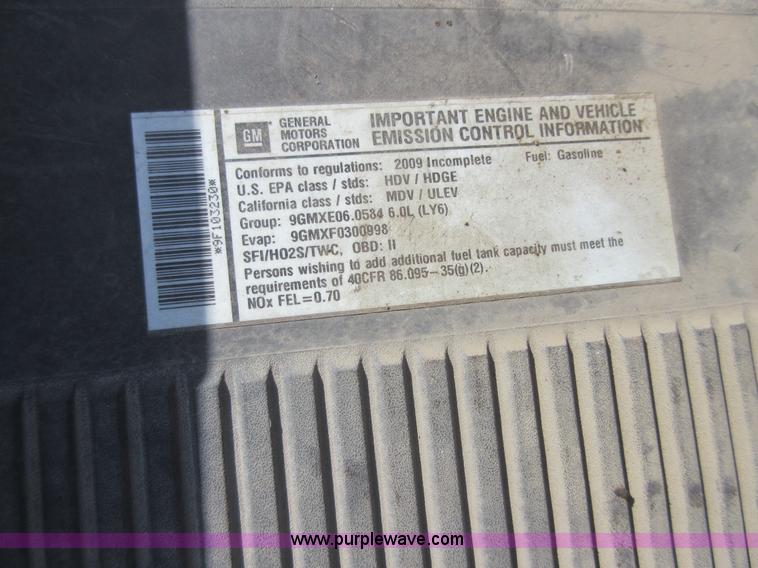 *9F103230*
GM
GENERAL
MOTORS
CORPORATION
IMPORTANT ENGINE AND VEHICLE
EMISSION CONTROL INFORMATION
Conforms to regulations: 2009 Incomplete Fuel: Gasoline
U.S. EPA class / stds: HDV / HDGE
California class / stds: MDV / ULEV
Group: 9GMXE06.0584 6.0L (LY6)
Evap: 9GMXF0300998
SFI/HO2S/TWC, OBD: II
Persons wishing to add additional fuel tank capacity must meet the
requirements of 40CFR 86.095-35(g)(2).
NOx FEL=0.70
www.purplewave.com